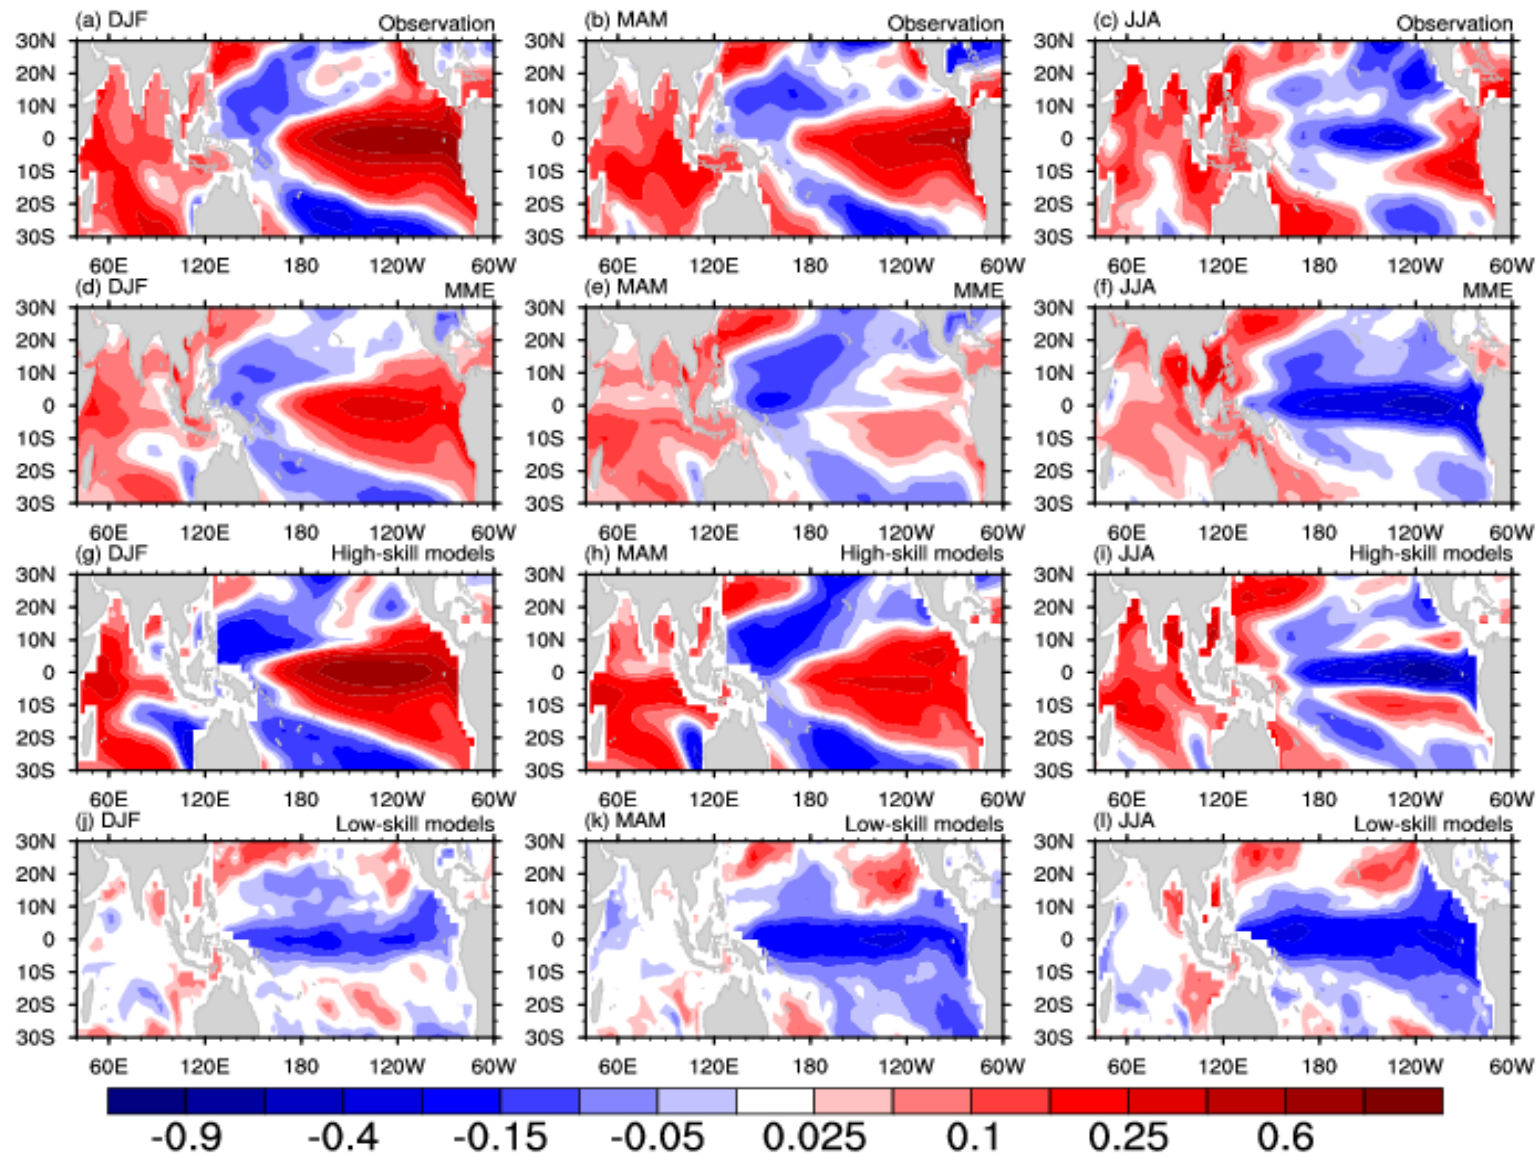 (a) DJF Observation (b) MAM Observation (c) JJA Observation
30N 30N 30N
20N 20N 20N
10N 10N 10N
0 0 0
10S 10S 10S
20S 20S 20S
30S 30S 30S
60E 120E 180 120W 60W 60E 120E 180 120W 60W 60E 120E 180 120W 60W
(d) DJF MME (e) MAM MME (f) JJA MME
30N 30N 30N
20N 20N 20N
10N 10N 10N
0 0 0
10S 10S 10S
20S 20S 20S
30S 30S 30S
60E 120E 180 120W 60W 60E 120E 180 120W 60W 60E 120E 180 120W 60W
(g) DJF High-skill models (h) MAM High-skill models (i) JJA High-skill models
30N 30N 30N
20N 20N 20N
10N 10N 10N
0 0 0
10S 10S 10S
20S 20S 20S
30S 30S 30S
60E 120E 180 120W 60W 60E 120E 180 120W 60W 60E 120E 180 120W 60W
(j) DJF Low-skill models (k) MAM Low-skill models (l) JJA Low-skill models
30N 30N 30N
20N 20N 20N
10N 10N 10N
0 0 0
10S 10S 10S
20S 20S 20S
30S 30S 30S
60E 120E 180 120W 60W 60E 120E 180 120W 60W 60E 120E 180 120W 60W
-0.9 -0.4 -0.15 -0.05 0.025 0.1 0.25 0.6